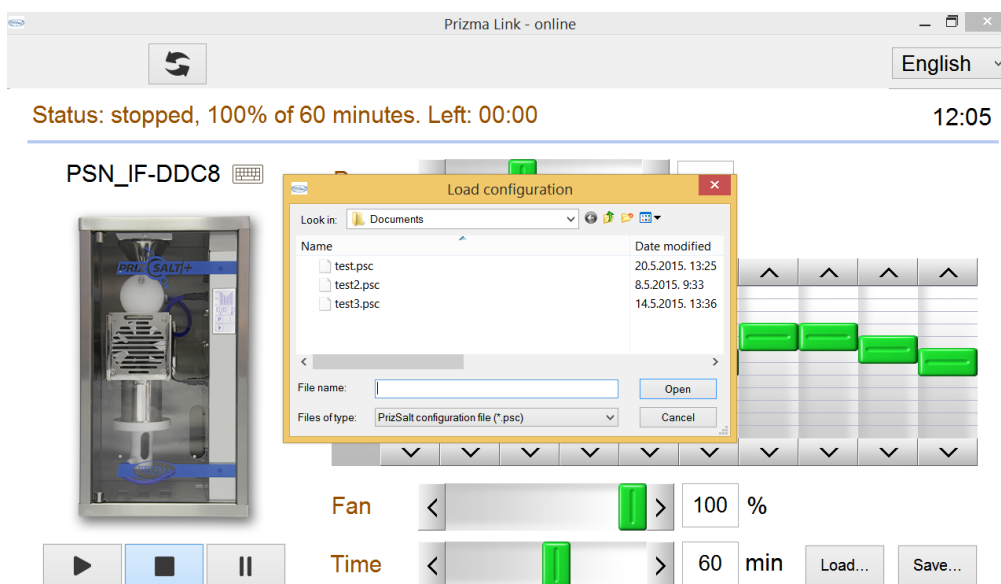 Prizma Link - online
English
Status: stopped, 100% of 60 minutes. Left: 00:00
12:05
PSN_IF-DDC8
Load configuration
Look in: Documents
Name Date modified
test.psc 20.5.2015. 13:25
test2.psc 8.5.2015. 9:33
test3.psc 14.5.2015. 13:36
File name: Open
Files of type: PrizSalt configuration file (*.psc) Cancel
SALT+
Fan 100 %
Time 60 min Load... Save...